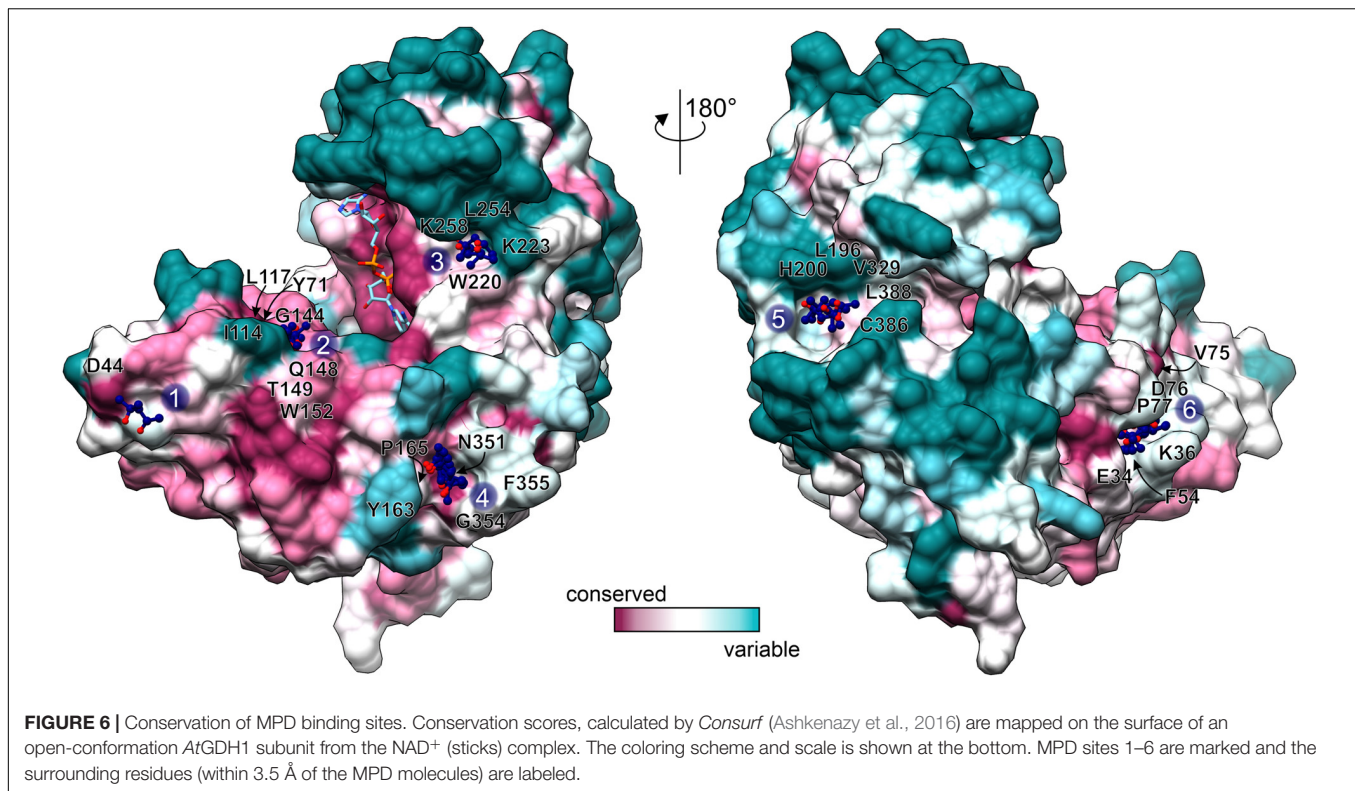 180°
K258
L254
K223
3
W220
L117
Y71
G144
I114
2
D44
Q148
1
T149
W152
P165
N351
F355
Y163
4
G354
L196
H200
V329
L388
5
C386
V75
D76
P77
6
K36
E34
F54
conserved
variable
FIGURE 6 | Conservation of MPD binding sites. Conservation scores, calculated by Consurf (Ashkenazy et al., 2016) are mapped on the surface of an
open-conformation AtGDH1 subunit from the NAD⁺ (sticks) complex. The coloring scheme and scale is shown at the bottom. MPD sites 1–6 are marked and the
surrounding residues (within 3.5 Å of the MPD molecules) are labeled.